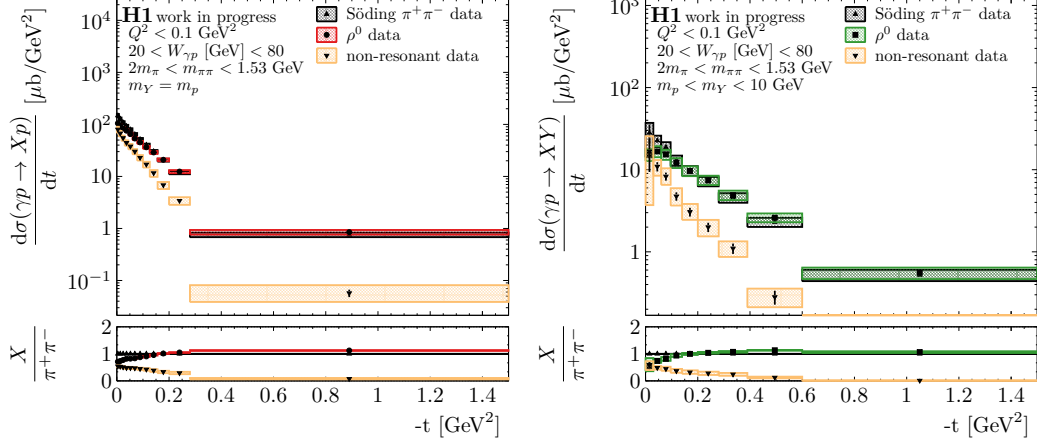 H1 work in progress
Q² < 0.1 GeV²
20 < W_γp [GeV] < 80
2m_π < m_ππ < 1.53 GeV
m_Y = m_p
Söding π⁺π⁻ data
ρ⁰ data
non-resonant data
dσ(γp → Xp)/dt [μb/GeV²]
10⁴
10³
10²
10
1
10⁻¹
X/π⁺π⁻
2
1
0
0 0.2 0.4 0.6 0.8 1 1.2 1.4
-t [GeV²]
H1 work in progress
Q² < 0.1 GeV²
20 < W_γp [GeV] < 80
2m_π < m_ππ < 1.53 GeV
m_p < m_Y < 10 GeV
Söding π⁺π⁻ data
ρ⁰ data
non-resonant data
dσ(γp → XY)/dt [μb/GeV²]
10³
10²
10
1
X/π⁺π⁻
2
1
0
0 0.2 0.4 0.6 0.8 1 1.2 1.4
-t [GeV²]